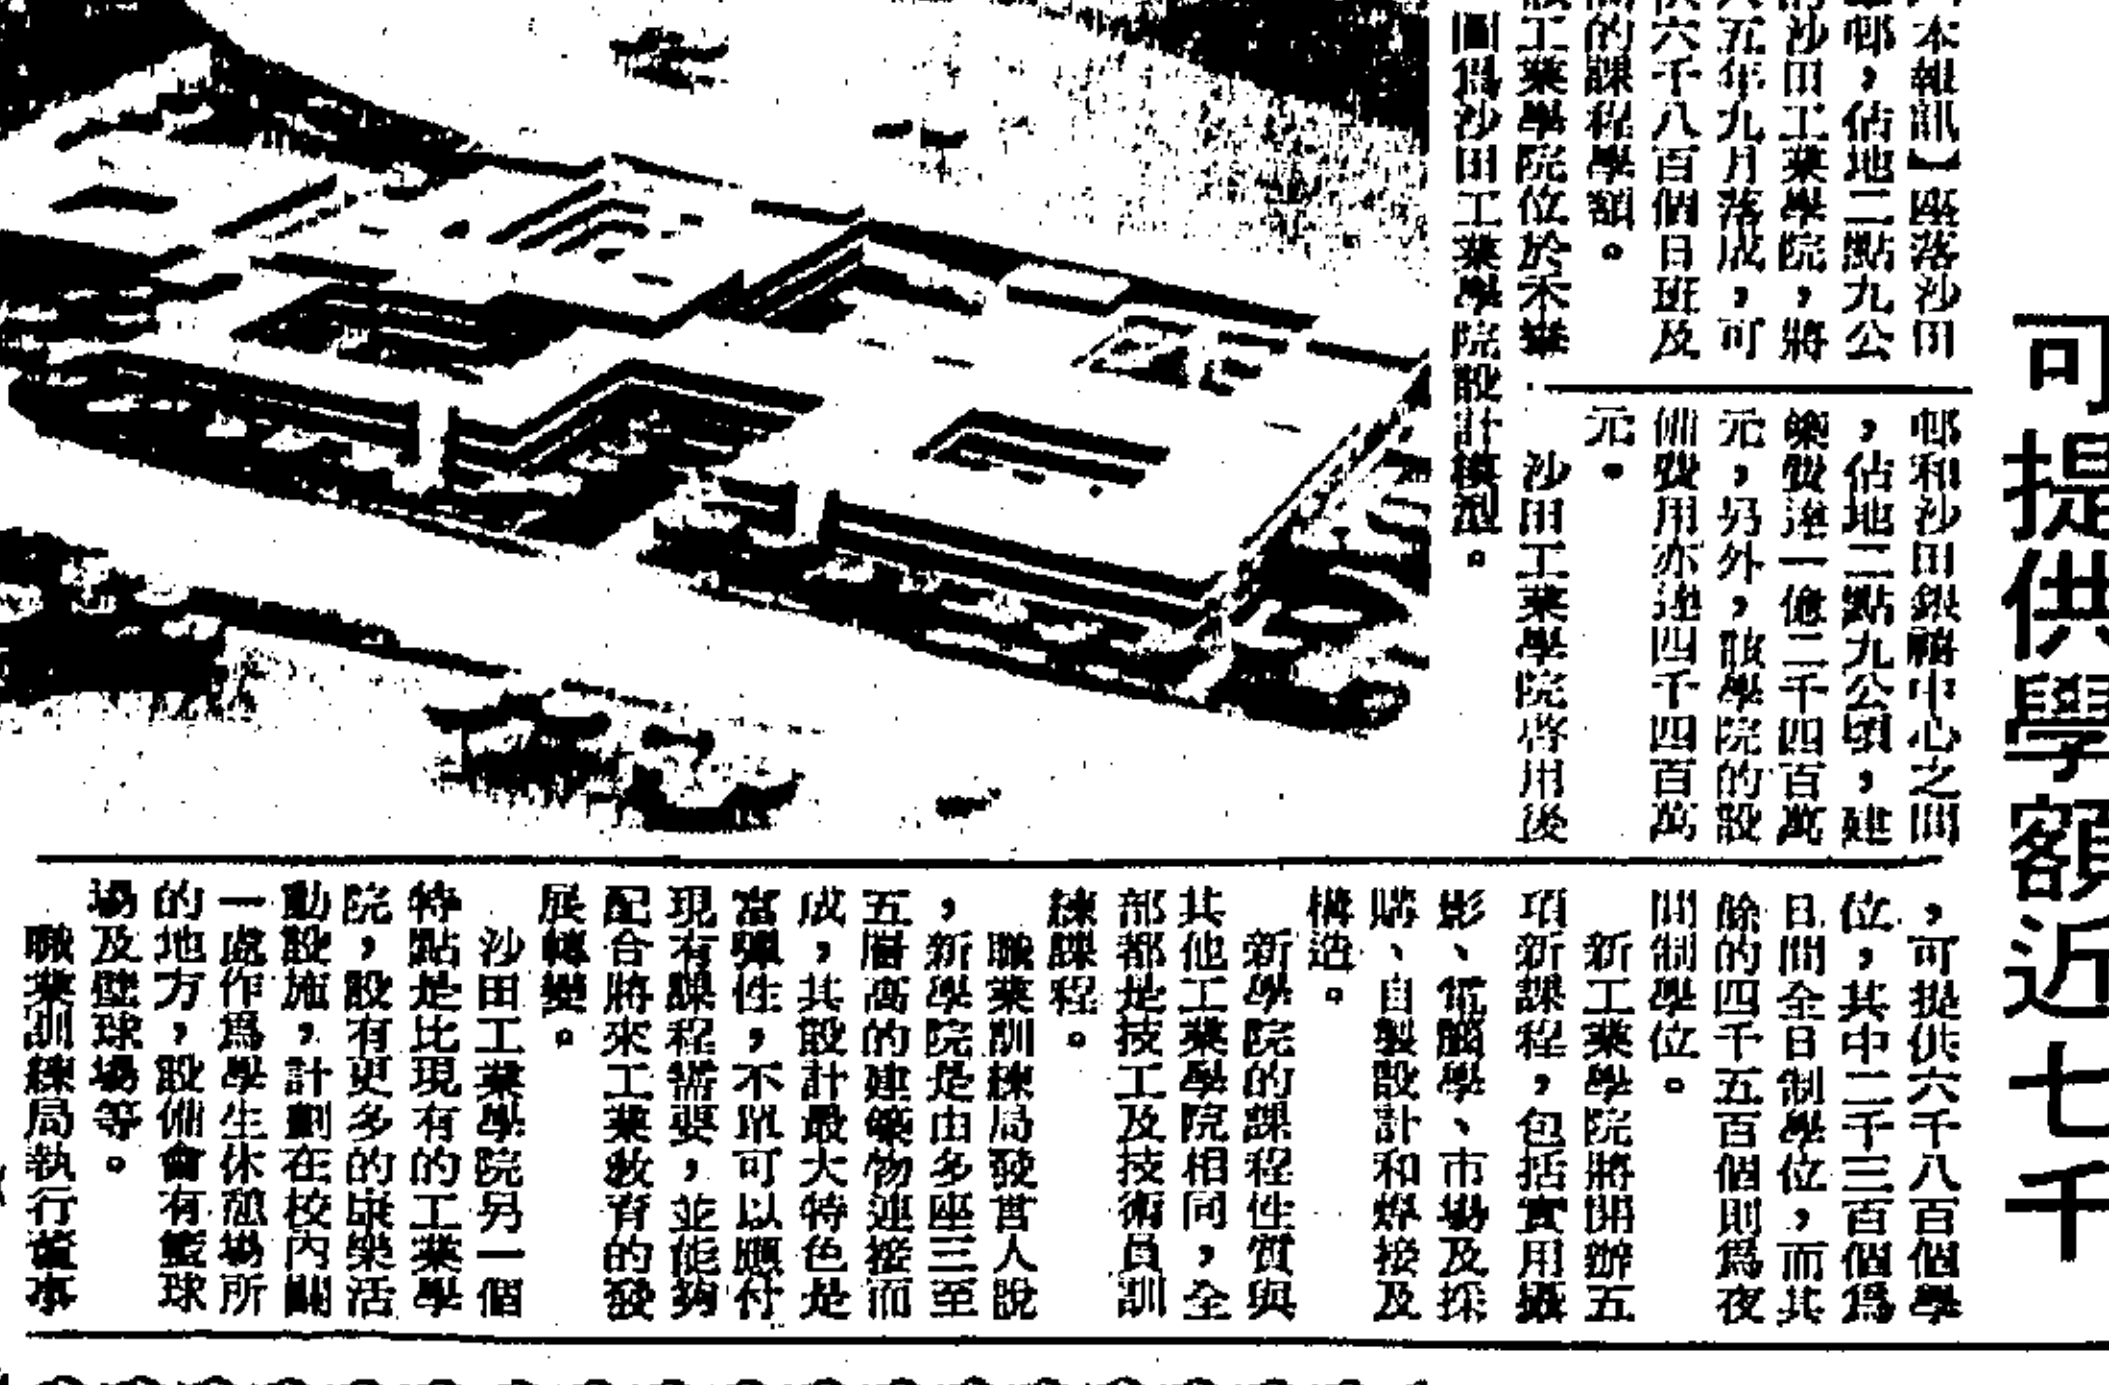 可提供學額近七千
本報訊】座落沙田
邨，佔地二點九公
沙田工業學院，將
五年九月落成，可
六千八百個日班及
的課程學額。
工業學院位於禾輋
邨和沙田銀禧中心之間
，佔地二點九公頃，建
築費達一億二千四百萬
元，另外，該學院的設
備費用亦達四千四百萬
元。
沙田工業學院啓用後
，可提供六千八百個學
位，其中二千三百個爲
日間全日制學位，而其
餘的四千五百個則爲夜
間制學位。
新工業學院將開辦五
項新課程，包括實用攝
影、電腦學、市場及採
購、自製設計和焊接及
構造。
新學院的課程性質與
其他工業學院相同，全
部都是技工及技術員訓
練課程。
職業訓練局發言人說
，新學院是由多座三至
五層高的建築物連接而
成，其設計最大特色是
富彈性，不單可以應付
現有課程需要，並能夠
配合將來工業教育的發
展轉變。
沙田工業學院另一個
特點是比現有的工業學
院，設有更多的康樂活
動設施，計劃在校內闢
一處作爲學生休憩場所
的地方，設備會有籃球
場及壁球場等。
職業訓練局執行董事
圖爲沙田工業學院設計模型。